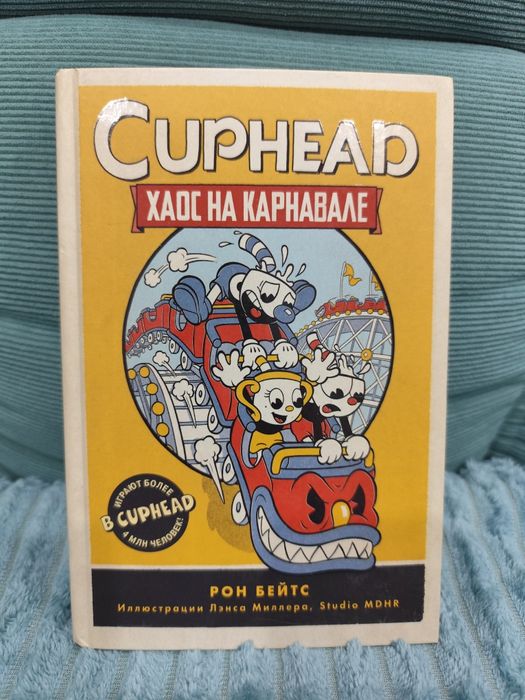 CUPHEAD
ХАОС НА КАРНАВАЛЕ
ИГРАЮТ БОЛЕЕ
В CUPHEAD
4 МЛН ЧЕЛОВЕК!
РОН БЕЙТС
Иллюстрации Лэнса Миллера, Studio MDHR